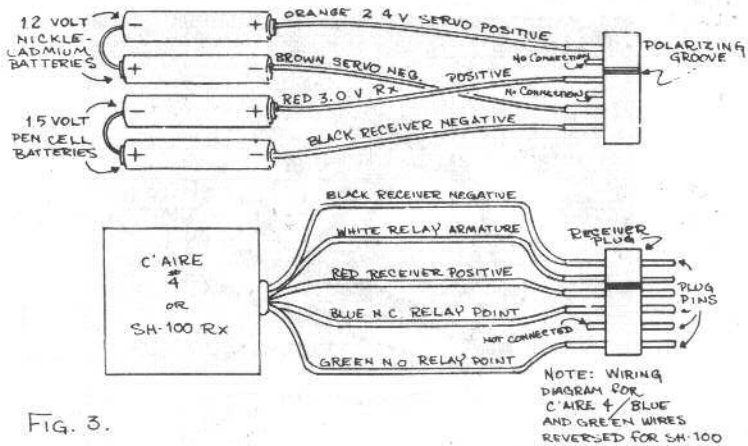 1.2 VOLT
NICKLE-
CADMIUM
BATTERIES
- +
+ -
- +
+ -
1.5 VOLT
PEN CELL
BATTERIES
ORANGE 2.4 V SERVO POSITIVE
BROWN SERVO NEG.
RED 3.0 V RX POSITIVE
BLACK RECEIVER NEGATIVE
NO CONNECTION
NO CONNECTION
POLARIZING
GROOVE
C'AIRE
#
4
OR
SH-100 RX
BLACK RECEIVER NEGATIVE
WHITE RELAY ARMATURE
RED RECEIVER POSITIVE
BLUE N.C. RELAY POINT
NOT CONNECTED
GREEN N.O RELAY POINT
RECEIVER
PLUG
PLUG
PINS
NOTE: WIRING
DIAGRAM FOR
C'AIRE 4 / BLUE
AND GREEN WIRES
REVERSED FOR SH-100
FIG. 3.